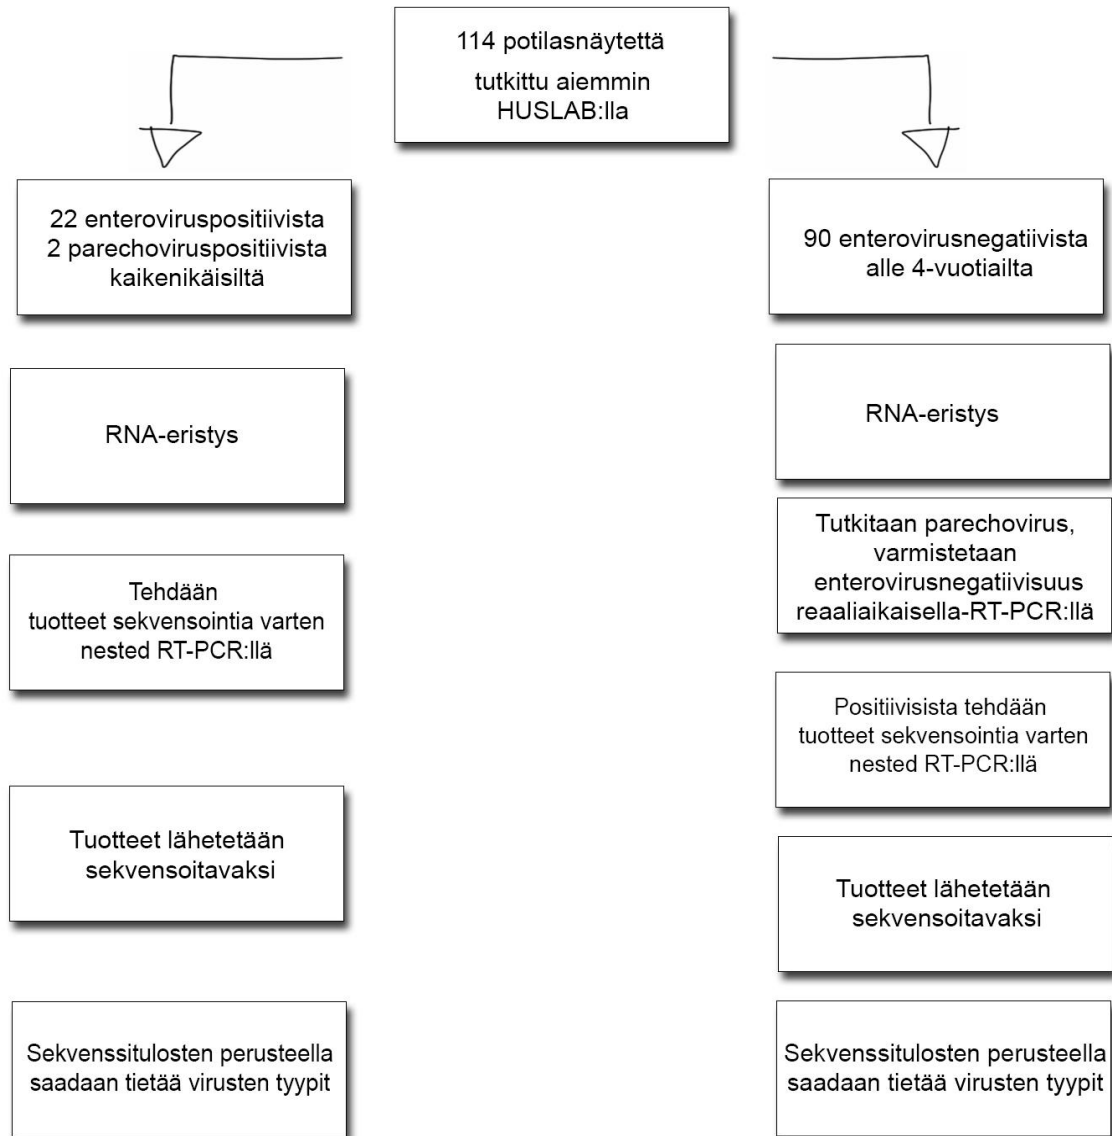 114 potilasnäytettä
tutkittu aiemmin
HUSLAB:lla
22 enteroviruspositiivista
2 parechoviruspositiivista
kaikenikäisiltä
RNA-eristys
Tehdään
tuotteet sekvensointia varten
nested RT-PCR:llä
Tuotteet lähetetään
sekvensoitavaksi
Sekvenssitulosten perusteella
saadaan tietää virusten tyypit
90 enterovirusnegatiivista
alle 4-vuotiailta
RNA-eristys
Tutkitaan parechovirus,
varmistetaan
enterovirusnegatiivisuus
reaaliaikaisella-RT-PCR:llä
Positiivisista tehdään
tuotteet sekvensointia varten
nested RT-PCR:llä
Tuotteet lähetetään
sekvensoitavaksi
Sekvenssitulosten perusteella
saadaan tietää virusten tyypit